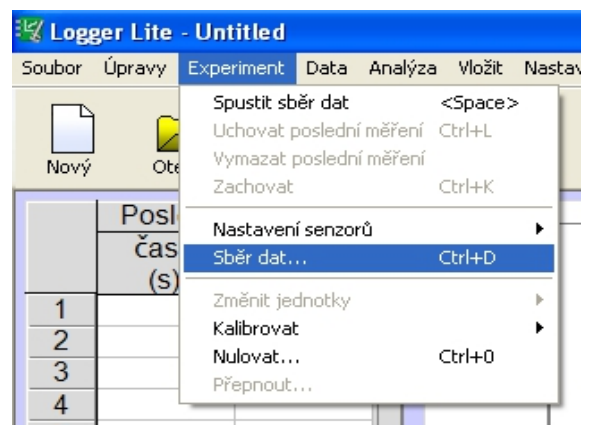 Logger Lite - Untitled
Soubor Úpravy Experiment Data Analýza Vložit Nastav
Nový
Ote
Spustit sběr dat <Space>
Uchovat poslední měření Ctrl+L
Vymazat poslední měření
Zachovat Ctrl+K
Nastavení senzorů
Sběr dat... Ctrl+D
Změnit jednotky
Kalibrovat
Nulovat... Ctrl+0
Přepnout...
Posl
čas
(s)
1
2
3
4